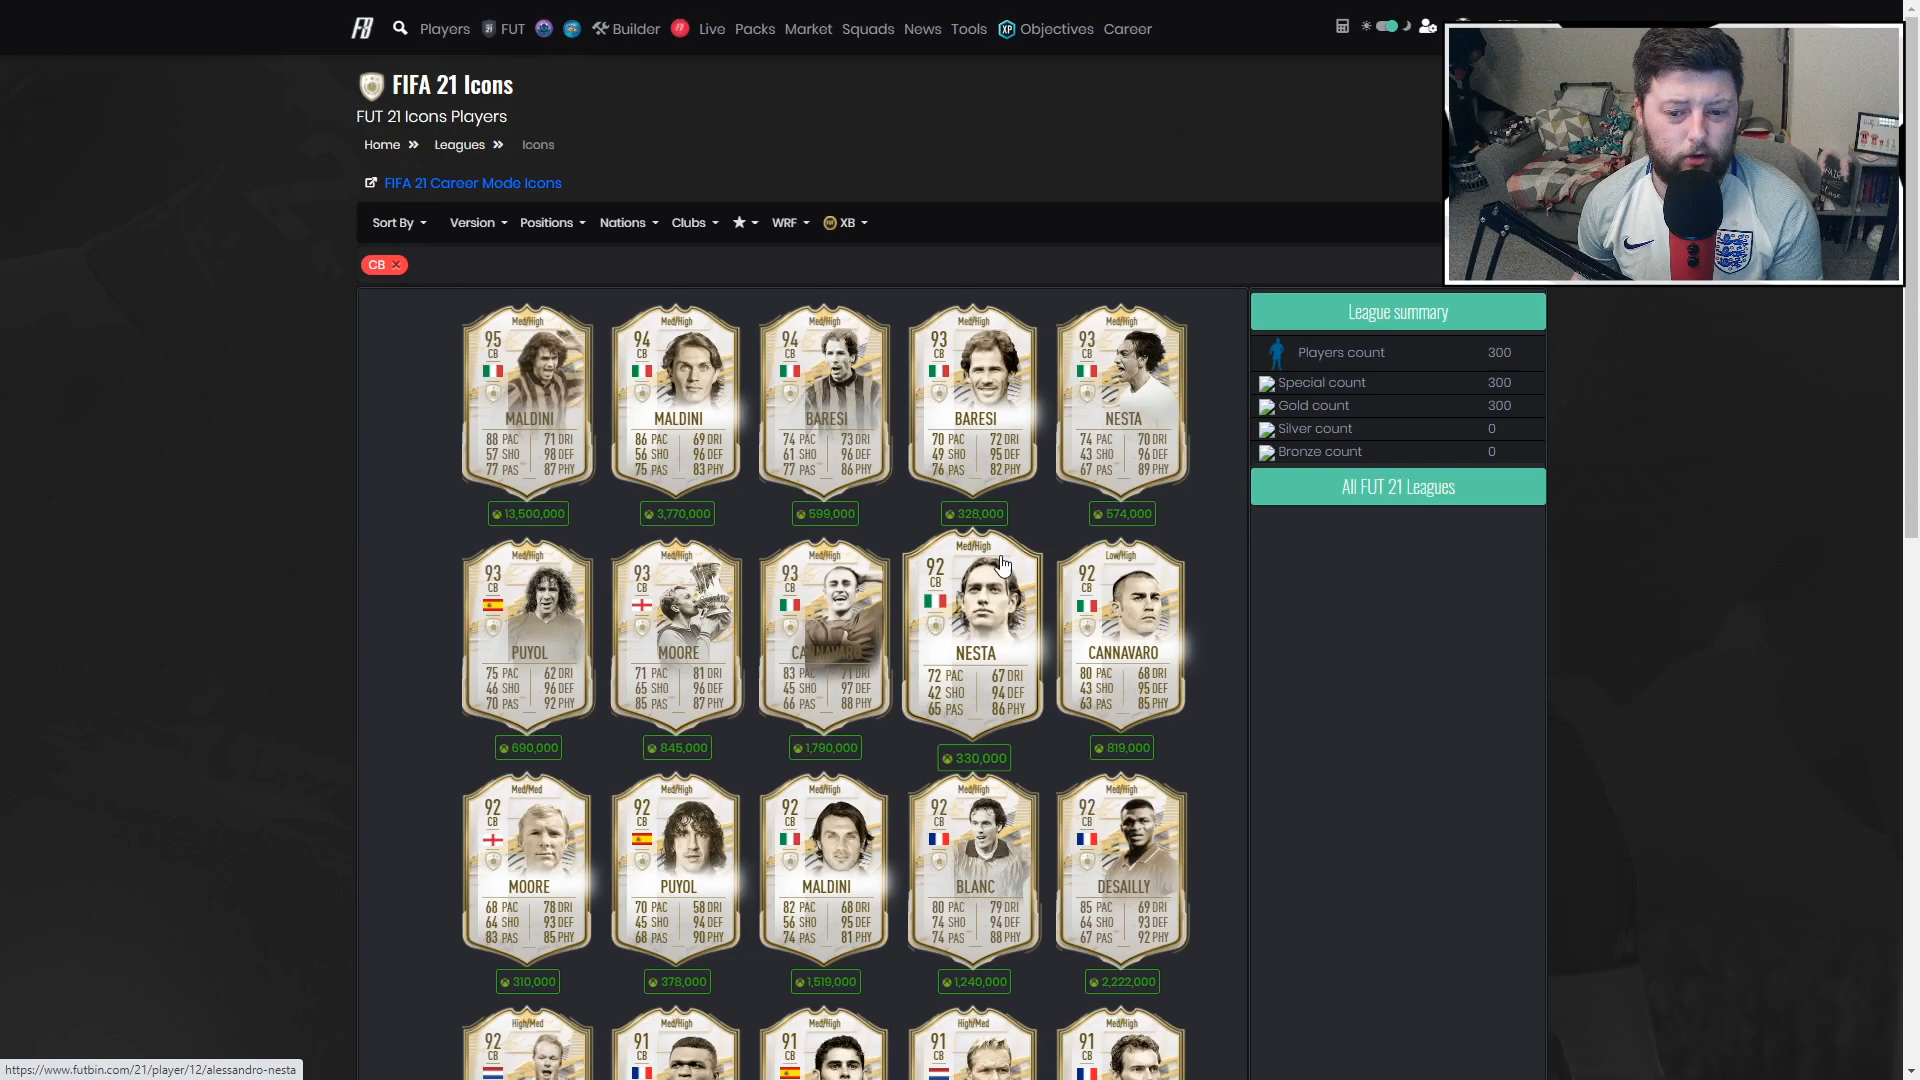 Players FUT Builder Live Packs Market Squads News Tools XP Objectives Career
FIFA 21 Icons
FUT 21 Icons Players
Home » Leagues » Icons
FIFA 21 Career Mode Icons
Sort By Version Positions Nations Clubs WRF XB
CB ×
Med/High Med/High Med/High Med/High Med/High
95 94 94 93 93
CB CB CB CB CB
MALDINI MALDINI BARESI BARESI NESTA
88 PAC 71 DRI 86 PAC 69 DRI 74 PAC 73 DRI 70 PAC 72 DRI 74 PAC 70 DRI
57 SHO 98 DEF 56 SHO 96 DEF 61 SHO 96 DEF 49 SHO 95 DEF 43 SHO 96 DEF
77 PAS 87 PHY 75 PAS 83 PHY 77 PAS 86 PHY 76 PAS 82 PHY 67 PAS 89 PHY
13,500,000 3,770,000 599,000 328,000 574,000
Med/High Med/High Med/High Med/High Low/High
93 93 93 92 92
CB CB CB CB CB
PUYOL MOORE CANNAVARO NESTA CANNAVARO
75 PAC 62 DRI 71 PAC 81 DRI 83 PAC 71 DRI 72 PAC 67 DRI 80 PAC 68 DRI
46 SHO 96 DEF 65 SHO 96 DEF 45 SHO 97 DEF 42 SHO 94 DEF 43 SHO 95 DEF
70 PAS 92 PHY 85 PAS 87 PHY 66 PAS 88 PHY 65 PAS 86 PHY 63 PAS 85 PHY
690,000 845,000 1,790,000 330,000 819,000
Med/Med Med/High Med/High Med/High Med/High
92 92 92 92 92
CB CB CB CB CB
MOORE PUYOL MALDINI BLANC DESAILLY
68 PAC 78 DRI 70 PAC 58 DRI 82 PAC 68 DRI 80 PAC 79 DRI 85 PAC 69 DRI
64 SHO 93 DEF 45 SHO 94 DEF 56 SHO 95 DEF 74 SHO 94 DEF 64 SHO 93 DEF
83 PAS 85 PHY 68 PAS 90 PHY 74 PAS 81 PHY 74 PAS 88 PHY 67 PAS 92 PHY
310,000 378,000 1,519,000 1,240,000 2,222,000
High/Med Med/High Med/High High/Med Med/High
92 91 91 91 91
CB CB CB CB CB
League summary
Players count 300
Special count 300
Gold count 300
Silver count 0
Bronze count 0
All FUT 21 Leagues
https://www.futbin.com/21/player/12/alessandro-nesta